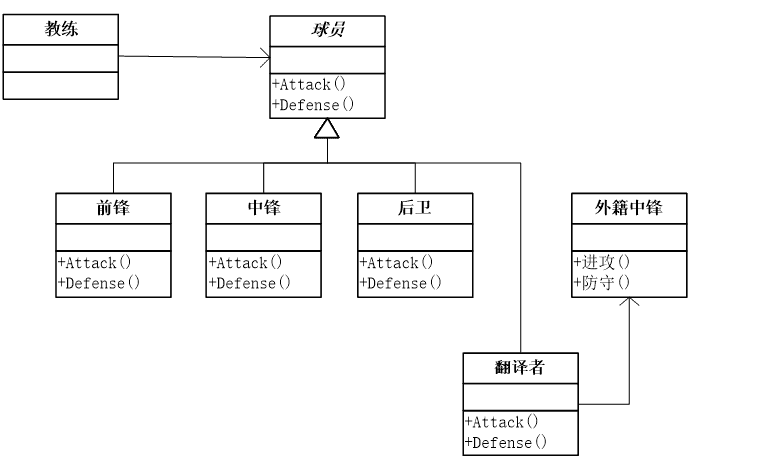 教练
球员
+Attack()
+Defense()
前锋
+Attack()
+Defense()
中锋
+Attack()
+Defense()
后卫
+Attack()
+Defense()
外籍中锋
+进攻()
+防守()
翻译者
+Attack()
+Defense()